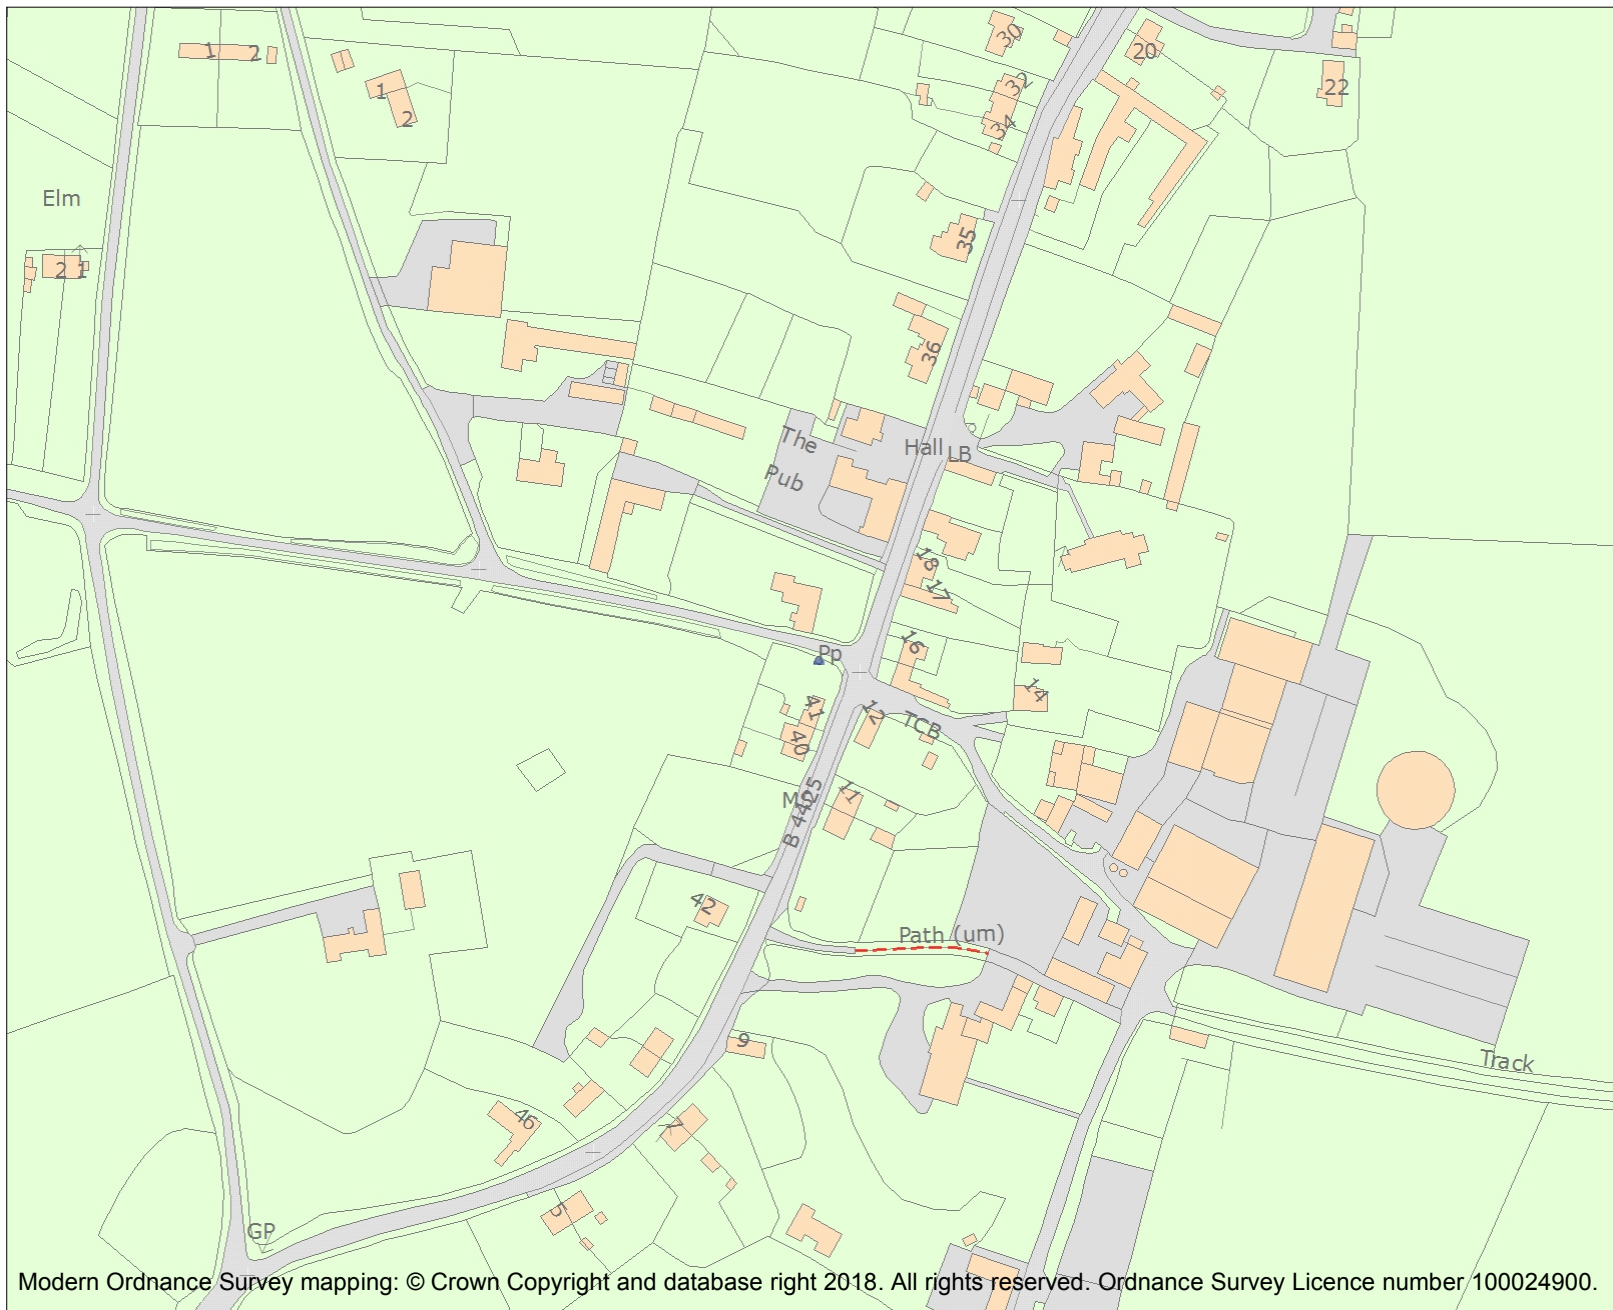 30
20
1 2
32
22
1
2
34
Elm
35
2 1
36
The
Pub
Hall
LB
18
17
16
Pp
14
41
12
TCB
40
11
B 4425
42
Path (um)
9
Track
46
7
5
GP
Modern Ordnance Survey mapping: © Crown Copyright and database right 2018. All rights reserved. Ordnance Survey Licence number 100024900.